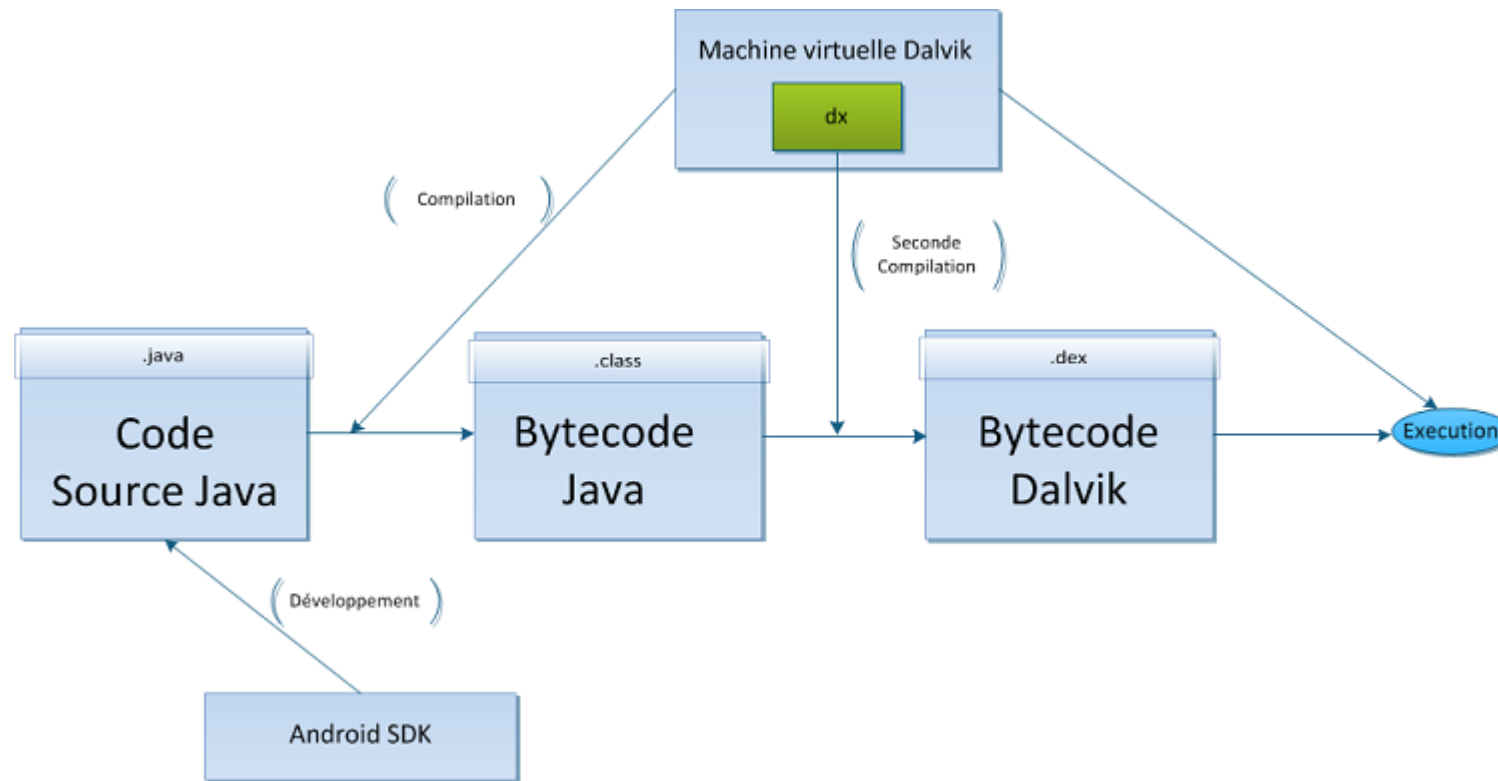 Machine virtuelle Dalvik
dx
Compilation
Seconde
Compilation
.java
Code
Source Java
.class
Bytecode
Java
.dex
Bytecode
Dalvik
Execution
Développement
Android SDK